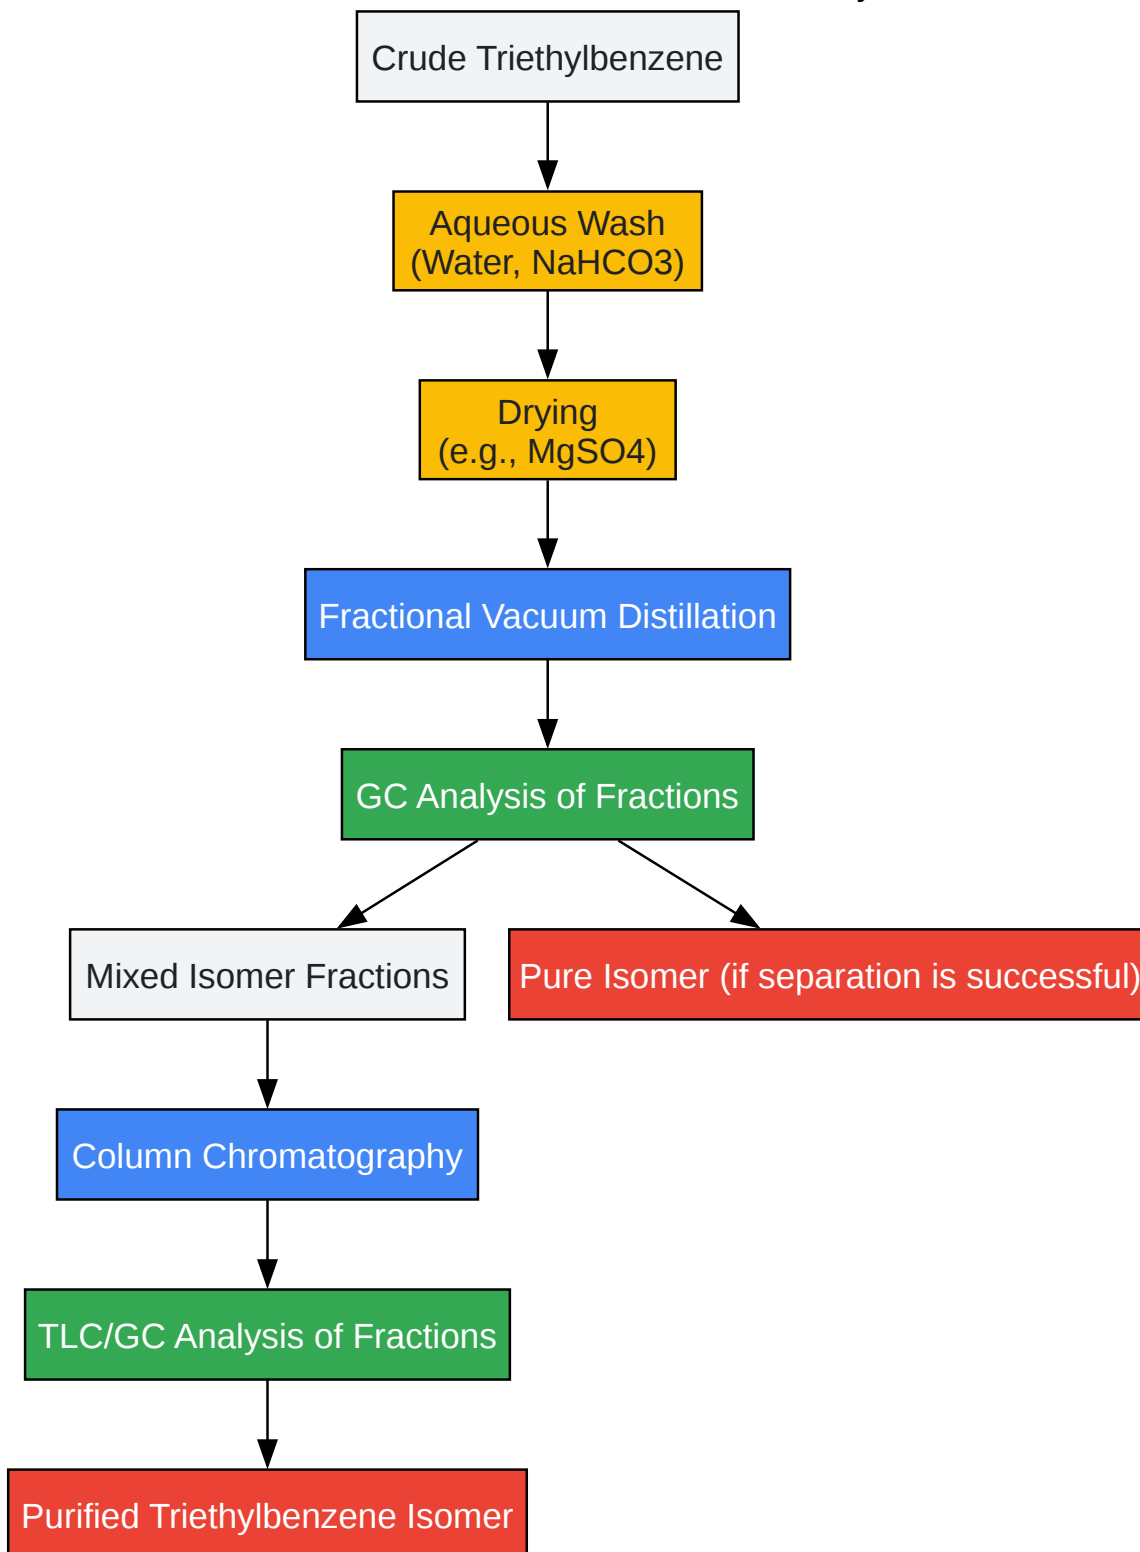 Crude Triethylbenzene
Aqueous Wash
(Water, NaHCO3)
Drying
(e.g., MgSO4)
Fractional Vacuum Distillation
GC Analysis of Fractions
Mixed Isomer Fractions
Pure Isomer (if separation is successful)
Column Chromatography
TLC/GC Analysis of Fractions
Purified Triethylbenzene Isomer